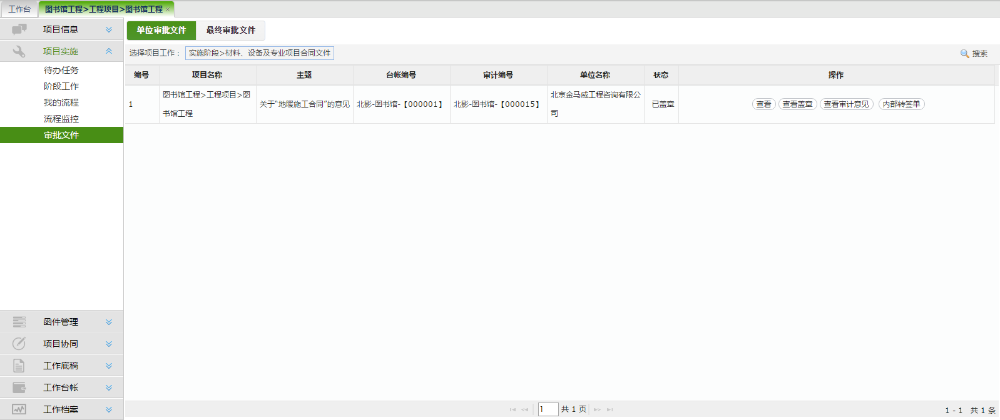 工作台
图书馆工程>工程项目>图书馆工程 ×
项目信息
项目实施
待办任务
阶段工作
我的流程
流程监控
审批文件
函件管理
项目协同
工作底稿
工作台帐
工作档案
单位审批文件
最终审批文件
选择项目工作：
实施阶段>材料、设备及专业项目合同文件
搜索
编号 项目名称 主题 台帐编号 审计编号 单位名称 状态 操作
1
图书馆工程>工程项目>图
书馆工程
关于“地暖施工合同”的意见
北影-图书馆-【000001】
北影-图书馆-【000015】
北京金马威工程咨询有限公
司
已盖章
查看 查看盖章 查看审计意见 内部转签单
1 共 1 页
1 - 1 共 1 条